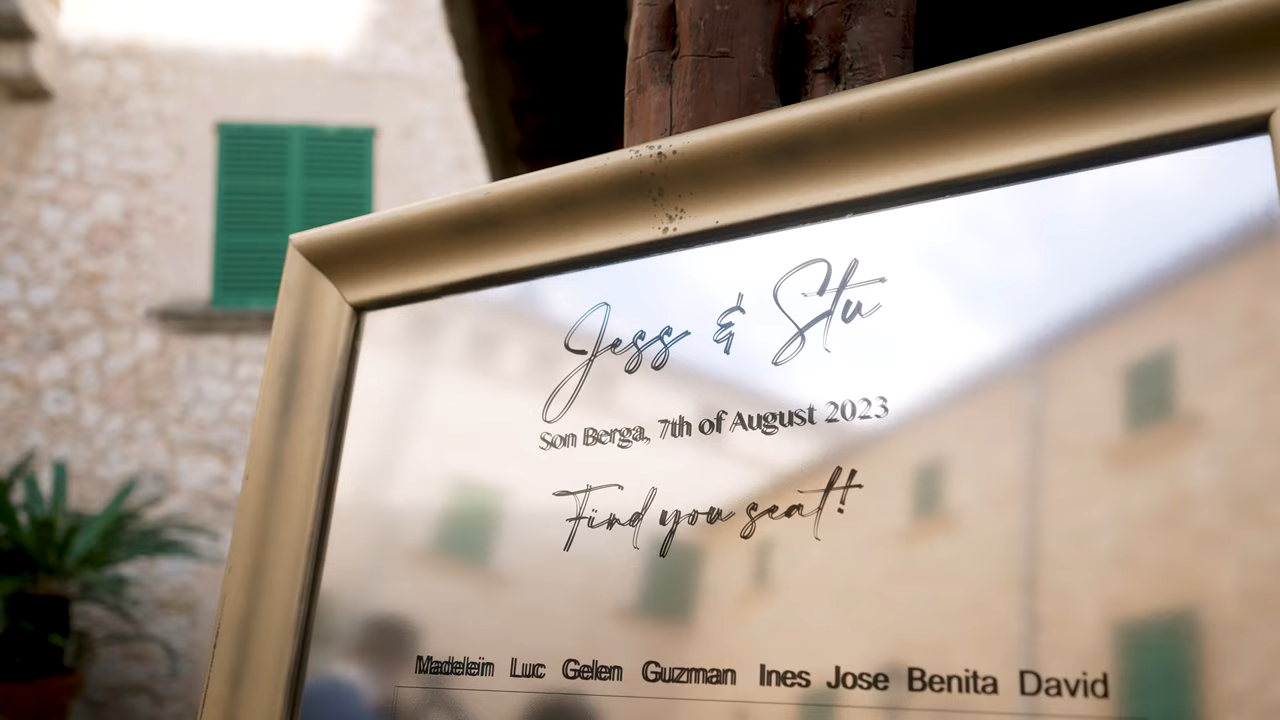 Jess & Stu
Son Berga, 7th of August 2023
Find you seat!
Madelein Luc Gelen Guzman Ines Jose Benita David